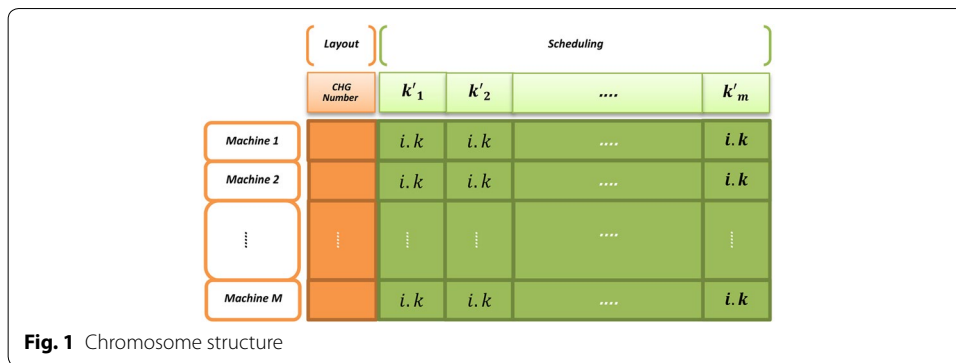 Layout Scheduling
CHG
Number k'₁ k'₂ .... k'ₘ
Machine 1 i.k i.k .... i.k
Machine 2 i.k i.k .... i.k
..... ..... ..... ..... .... .....
Machine M i.k i.k .... i.k
Fig. 1 Chromosome structure